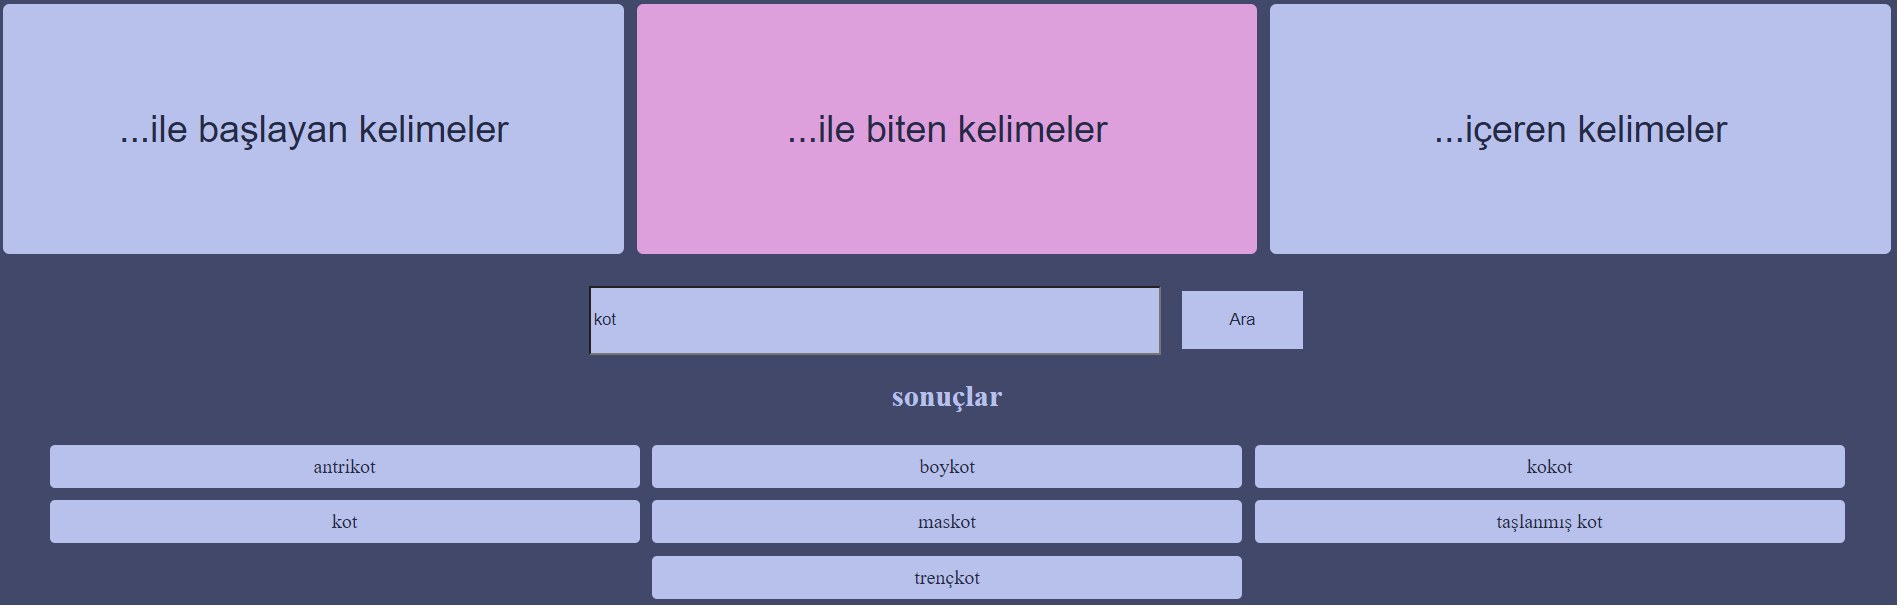 ...ile başlayan kelimeler
...ile biten kelimeler
...içeren kelimeler
kot
Ara
sonuçlar
antrikot
boykot
kokot
kot
maskot
taşlanmış kot
trençkot